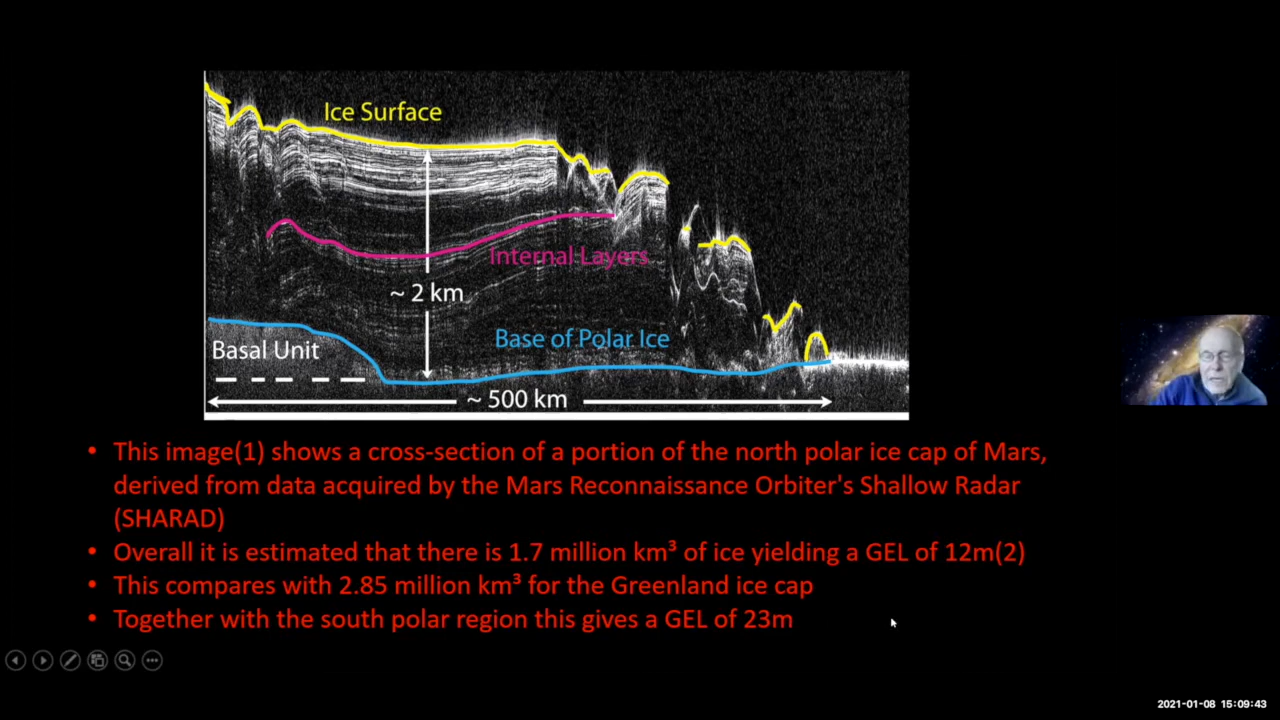 Ice Surface
Internal Layers
~ 2 km
Base of Polar Ice
Basal Unit
~ 500 km
• This image(1) shows a cross-section of a portion of the north polar ice cap of Mars,
derived from data acquired by the Mars Reconnaissance Orbiter's Shallow Radar
(SHARAD)
• Overall it is estimated that there is 1.7 million km³ of ice yielding a GEL of 12m(2)
• This compares with 2.85 million km³ for the Greenland ice cap
• Together with the south polar region this gives a GEL of 23m
2021-01-08 15:09:43